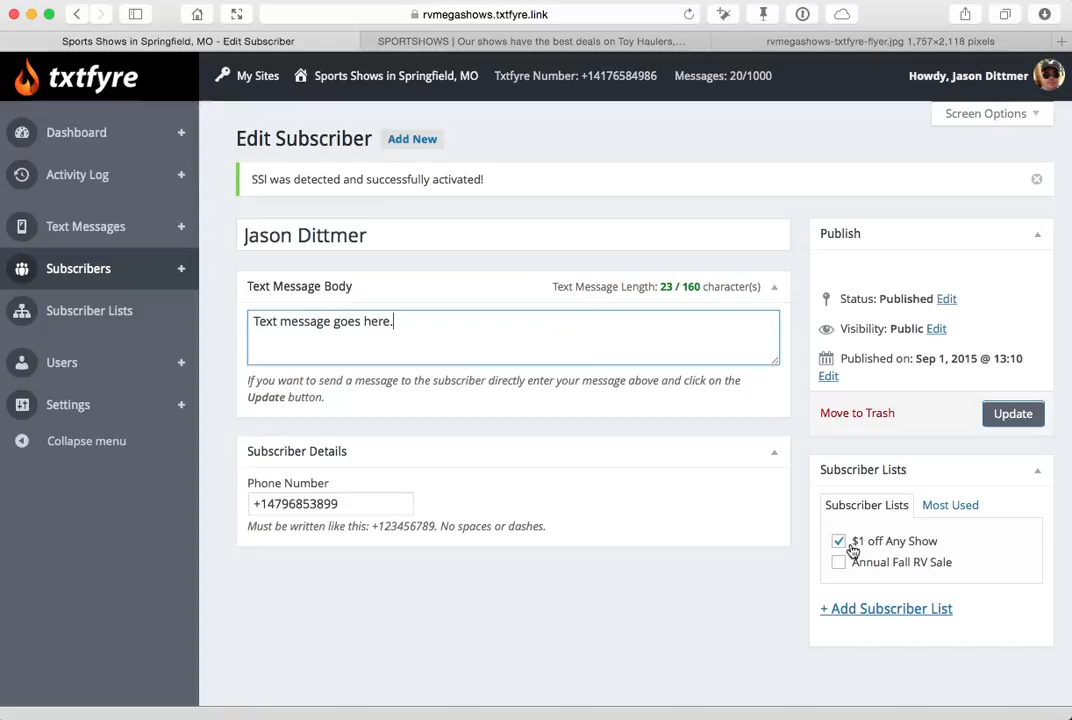 rvmegashows.txtfyre.link
Sports Shows in Springfield, MO - Edit Subscriber
SPORTSHOWS | Our shows have the best deals on Toy Haulers,...
rvmegashows-txtfyre-flyer.jpg 1,757×2,118 pixels
txtfyre
My Sites
Sports Shows in Springfield, MO
Txtfyre Number: +14176584986
Messages: 20/1000
Howdy, Jason Dittmer
Screen Options
Dashboard
Activity Log
Text Messages
Subscribers
Subscriber Lists
Users
Settings
Collapse menu
Edit Subscriber
Add New
SSI was detected and successfully activated!
Jason Dittmer
Text Message Body
Text Message Length: 23 / 160 character(s)
Text message goes here.
If you want to send a message to the subscriber directly enter your message above and click on the
Update button.
Subscriber Details
Phone Number
+14796853899
Must be written like this: +123456789. No spaces or dashes.
Publish
Status: Published Edit
Visibility: Public Edit
Published on: Sep 1, 2015 @ 13:10
Edit
Move to Trash
Update
Subscriber Lists
Subscriber Lists
Most Used
$1 off Any Show
Annual Fall RV Sale
+ Add Subscriber List